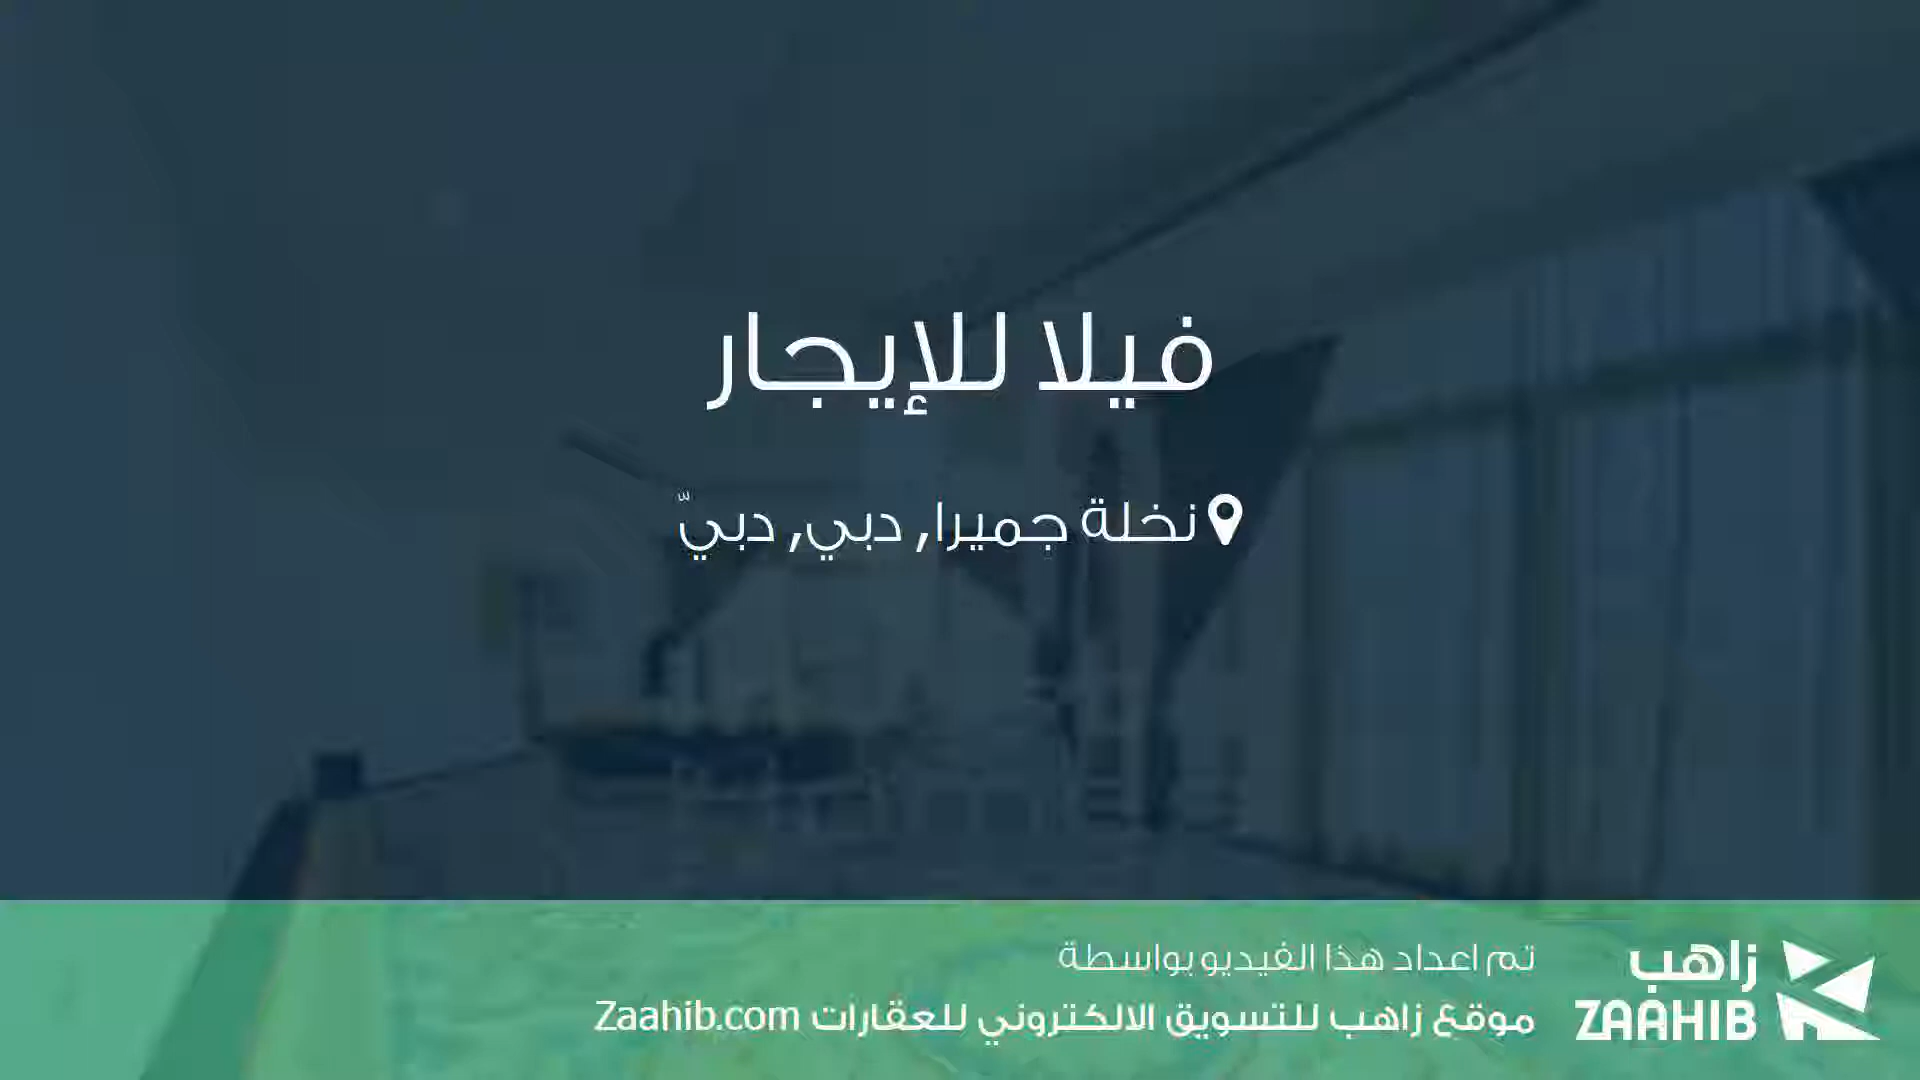 فيلا للإيجار
نخلة جميرا, دبي, دبيّ
تم اعداد هذا الفيديو بواسطة
موقع زاهب للتسويق الالكتروني للعقارات Zaahib.com
زاهب
ZAAHIB